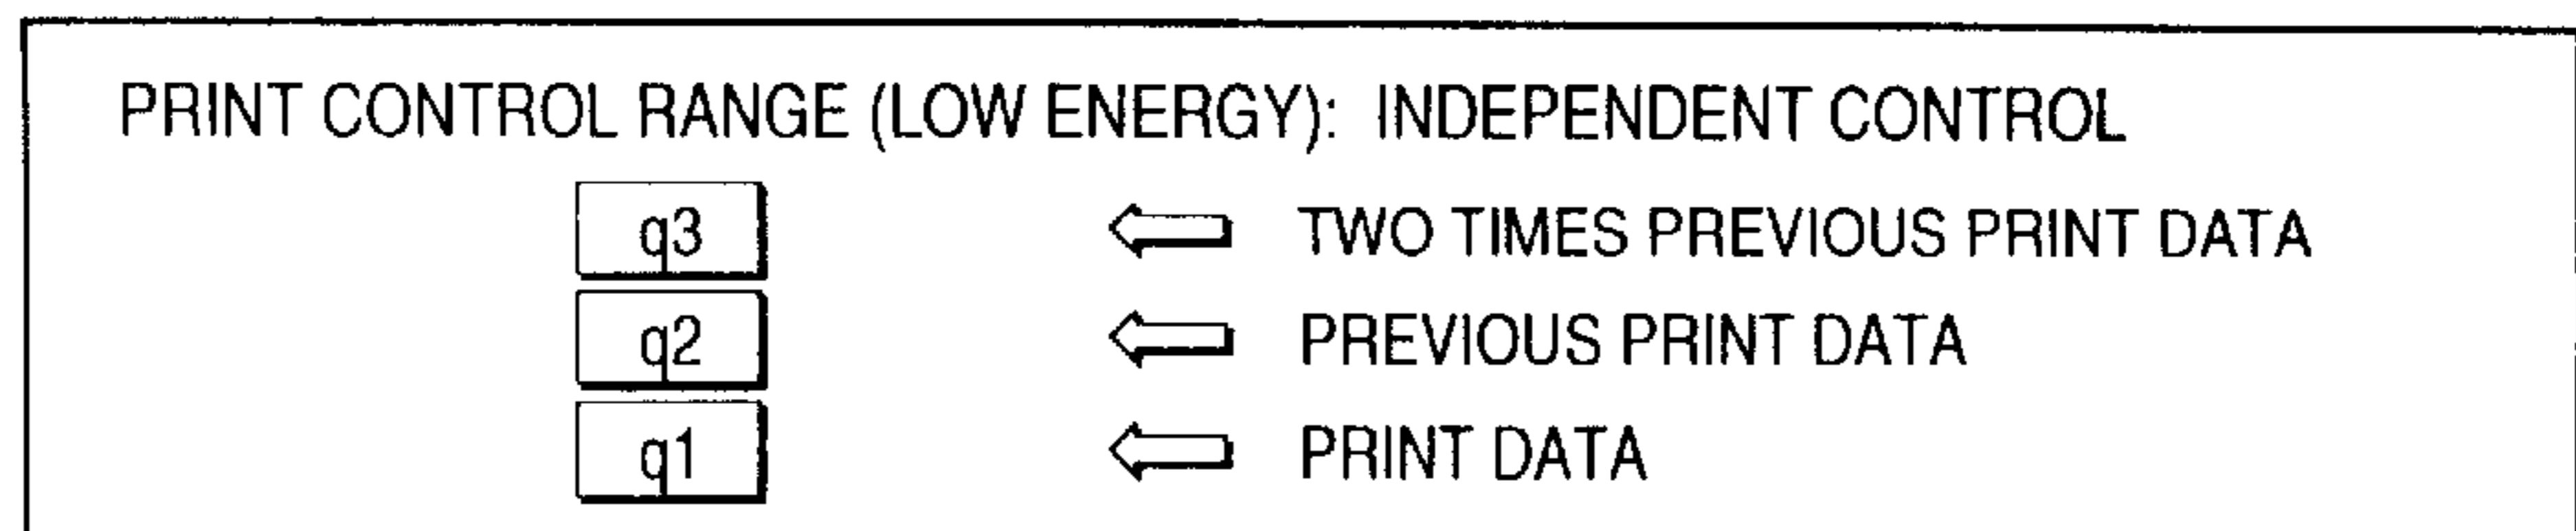 PRINT CONTROL RANGE (LOW ENERGY): INDEPENDENT CONTROL
q3 TWO TIMES PREVIOUS PRINT DATA
q2 PREVIOUS PRINT DATA
q1 PRINT DATA